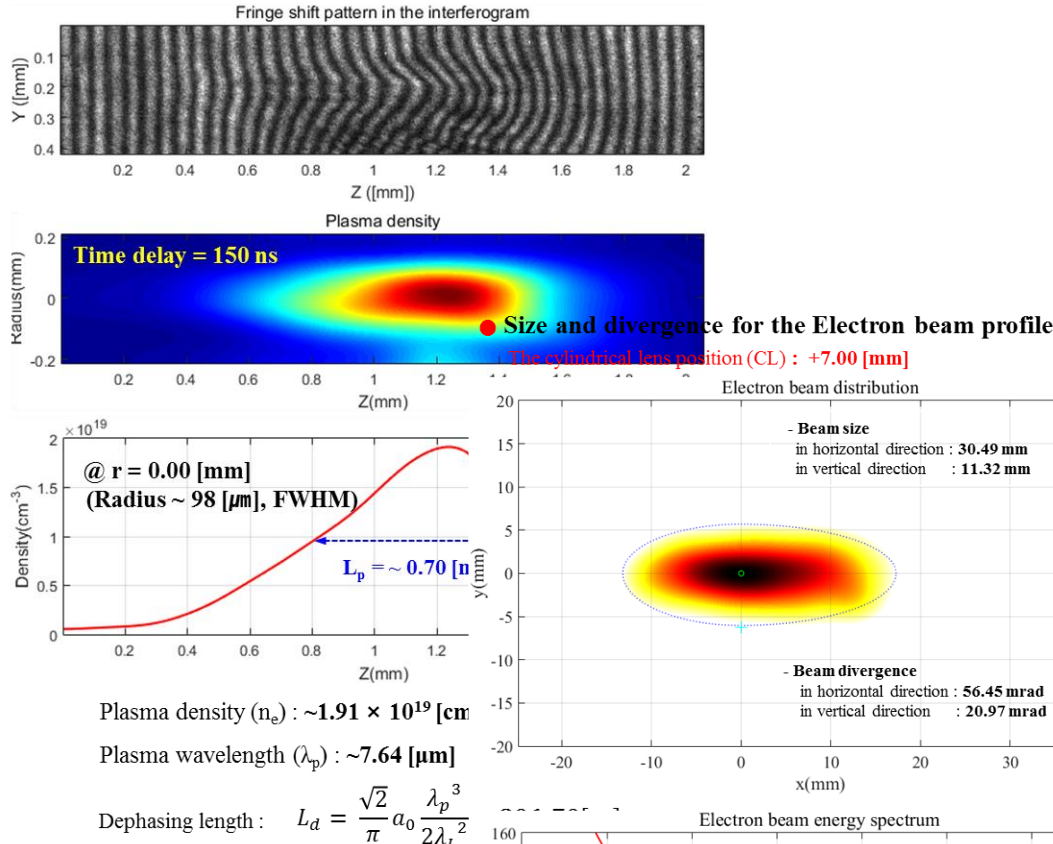 Fringe shift pattern in the interferogram
Y ([mm])
0.1
0.2
0.3
0.4
0.2 0.4 0.6 0.8 1 1.2 1.4 1.6 1.8 2
Z ([mm])
Plasma density
Radius(mm)
0.2
0
-0.2
Time delay = 150 ns
0.2 0.4 0.6 0.8 1 1.2
Z(mm)
Size and divergence for the Electron beam profile
The cylindrical lens position (CL) : +7.00 [mm]
× 10¹⁹
Density(cm⁻³)
2
1.5
1
0.5
0
@ r = 0.00 [mm]
(Radius ~ 98 [μm], FWHM)
Lₚ = ~ 0.70
0.2 0.4 0.6 0.8 1 1.2
Z(mm)
Electron beam distribution
y(mm)
20
15
10
5
0
-5
-10
-15
-20
- Beam size
in horizontal direction : 30.49 mm
in vertical direction : 11.32 mm
- Beam divergence
in horizontal direction : 56.45 mrad
in vertical direction : 20.97 mrad
-20 -10 0 10 20 30
x(mm)
Plasma density (nₑ) : ~1.91 × 10¹⁹ [cm
Plasma wavelength (λₚ) : ~7.64 [μm]
Dephasing length : L_d = √2/π a₀ λₚ³/2λ_L²
Electron beam energy spectrum
160